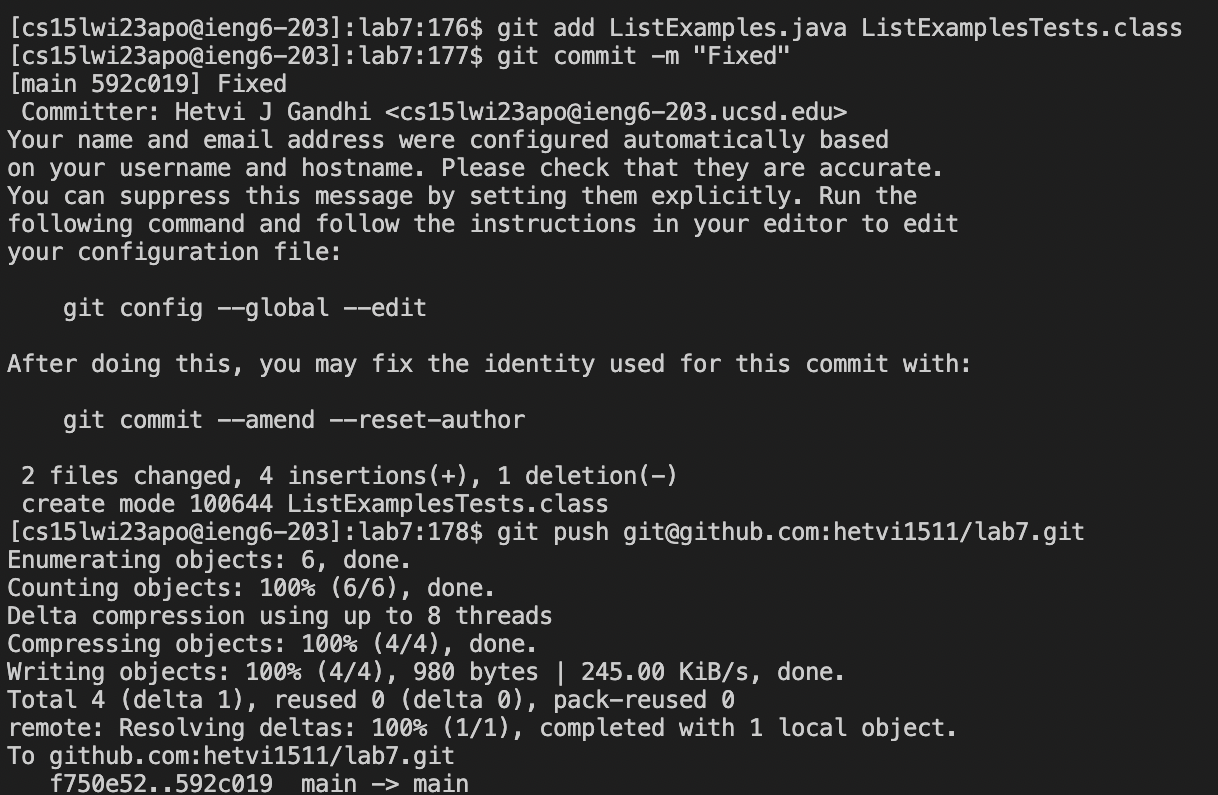 [cs15lwi23apo@ieng6-203]:lab7:176$ git add ListExamples.java ListExamplesTests.class
[cs15lwi23apo@ieng6-203]:lab7:177$ git commit -m "Fixed"
[main 592c019] Fixed
 Committer: Hetvi J Gandhi <cs15lwi23apo@ieng6-203.ucsd.edu>
Your name and email address were configured automatically based
on your username and hostname. Please check that they are accurate.
You can suppress this message by setting them explicitly. Run the
following command and follow the instructions in your editor to edit
your configuration file:

    git config --global --edit

After doing this, you may fix the identity used for this commit with:

    git commit --amend --reset-author

 2 files changed, 4 insertions(+), 1 deletion(-)
 create mode 100644 ListExamplesTests.class
[cs15lwi23apo@ieng6-203]:lab7:178$ git push git@github.com:hetvi1511/lab7.git
Enumerating objects: 6, done.
Counting objects: 100% (6/6), done.
Delta compression using up to 8 threads
Compressing objects: 100% (4/4), done.
Writing objects: 100% (4/4), 980 bytes | 245.00 KiB/s, done.
Total 4 (delta 1), reused 0 (delta 0), pack-reused 0
remote: Resolving deltas: 100% (1/1), completed with 1 local object.
To github.com:hetvi1511/lab7.git
   f750e52..592c019  main -> main